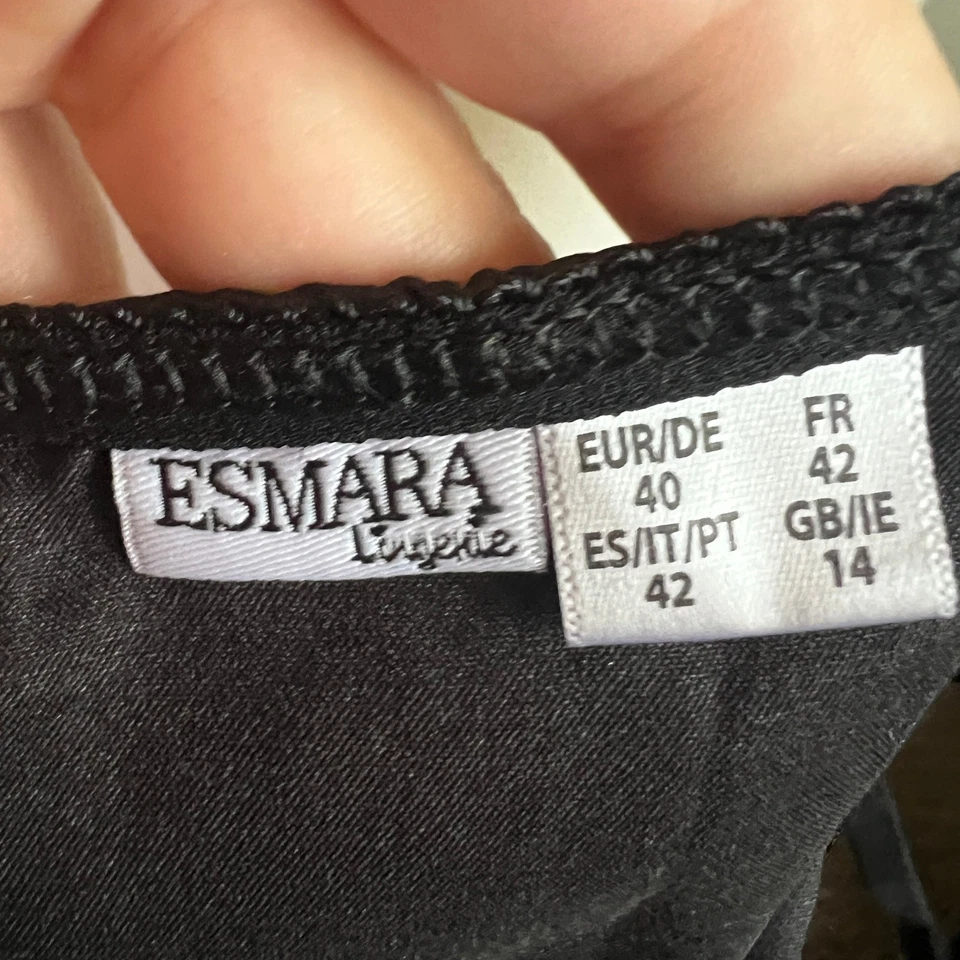 ESMARA
Lingerie
EUR/DE FR
40 42
ES/IT/PT GB/IE
42 14